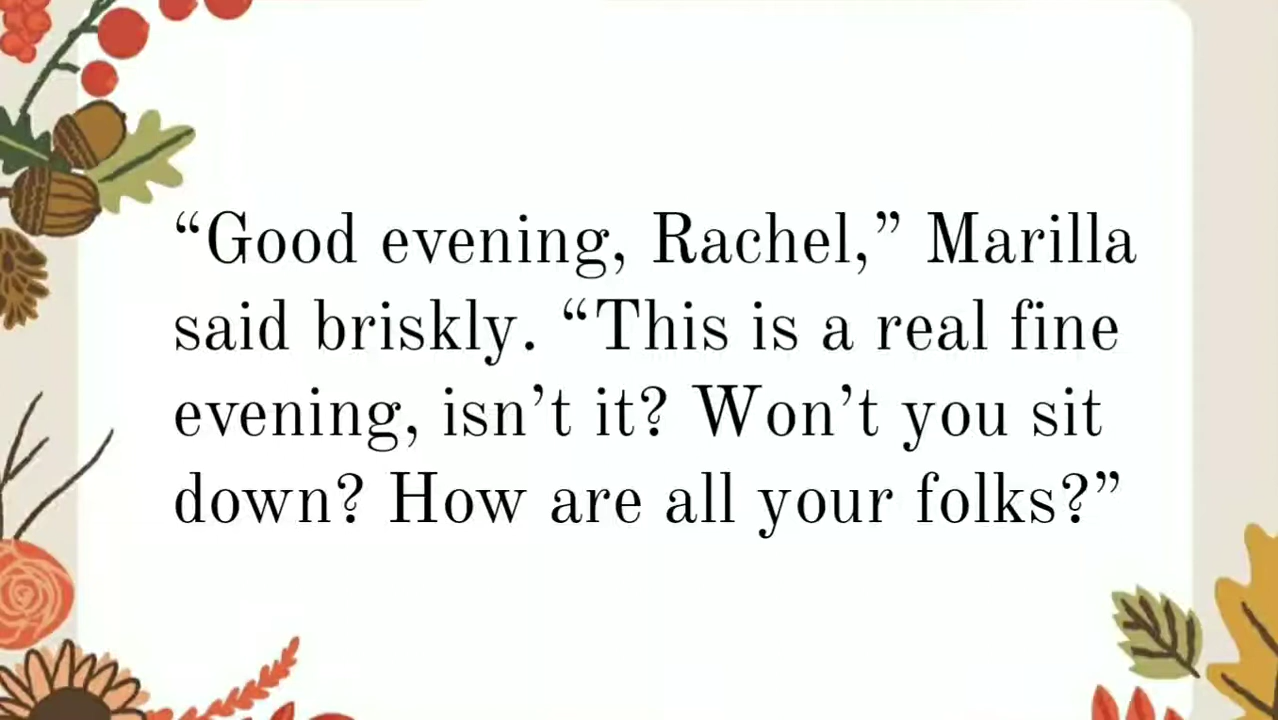 “Good evening, Rachel,” Marilla
said briskly. “This is a real fine
evening, isn’t it? Won’t you sit
down? How are all your folks?”